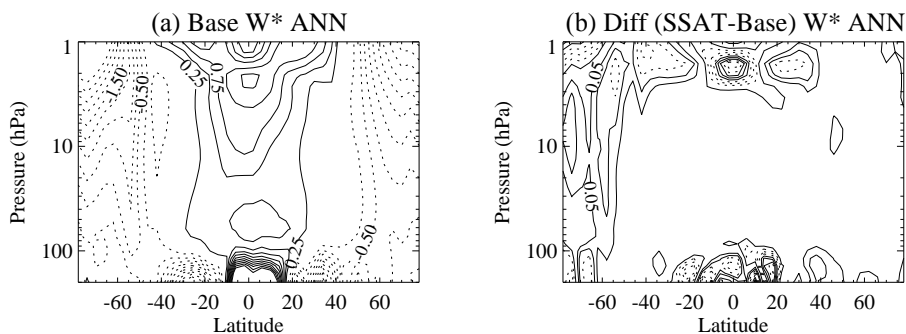 (a) Base W* ANN
1
10
100
Pressure (hPa)
-1.50
-0.50
0.25
0.75
0.25
-0.50
-60 -40 -20 0 20 40 60
Latitude
(b) Diff (SSAT-Base) W* ANN
1
10
100
Pressure (hPa)
0.05
0.05
-60 -40 -20 0 20 40 60
Latitude